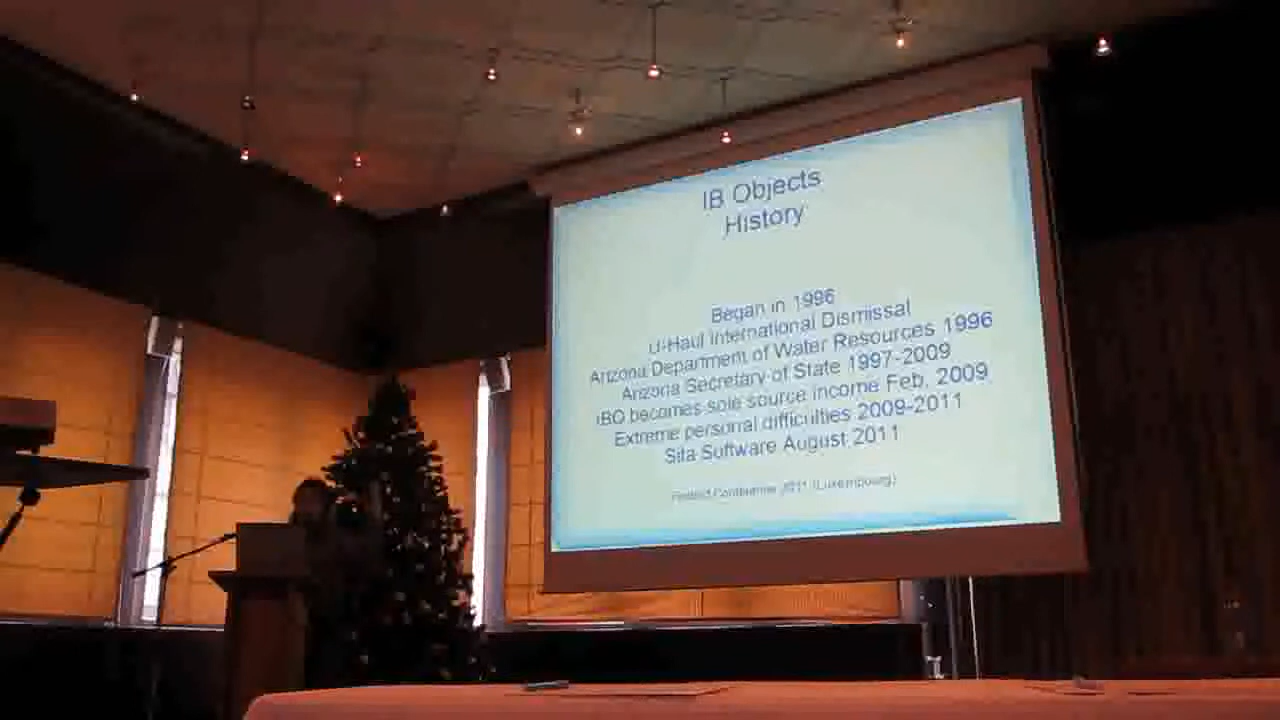 IB Objects
History
Began in 1996
U-Haul International Dismissal
Arizona Department of Water Resources 1996
Arizona Secretary of State 1997-2009
IBO becomes sole source income Feb, 2009
Extreme personal difficulties 2009-2011
Sita Software August 2011
Firebird Conference 2011 (Luxembourg)